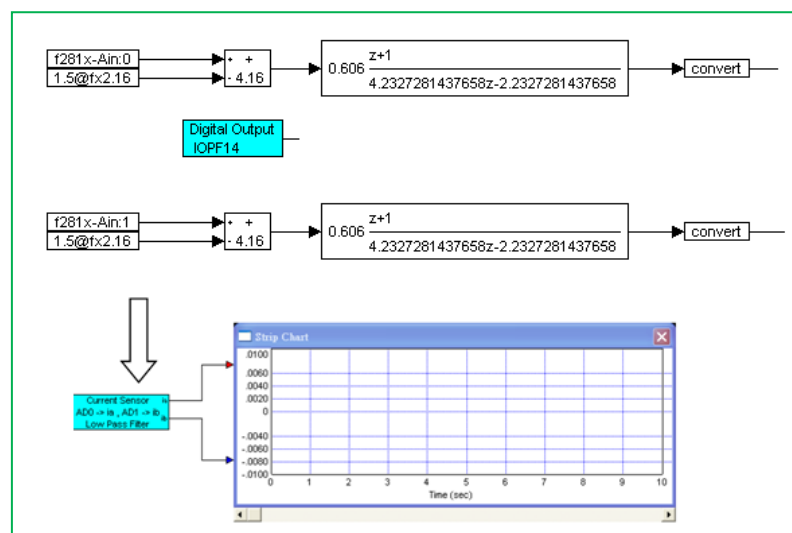 f281x-Ain:0
1.5@fx2.16
+ +
- 4.16
0.606 z+1
4.2327281437658z-2.2327281437658
convert
Digital Output
IOPF14
f281x-Ain:1
1.5@fx2.16
+ +
- 4.16
0.606 z+1
4.2327281437658z-2.2327281437658
convert
Strip Chart
.0100
.0060
.0040
.0020
0
-.0040
-.0060
-.0080
-.0100
0 1 2 3 4 5 6 7 8 9 10
Time (sec)
Current Sensor ia
AD0 -> ia , AD1 -> ib ib
Low Pass Filter